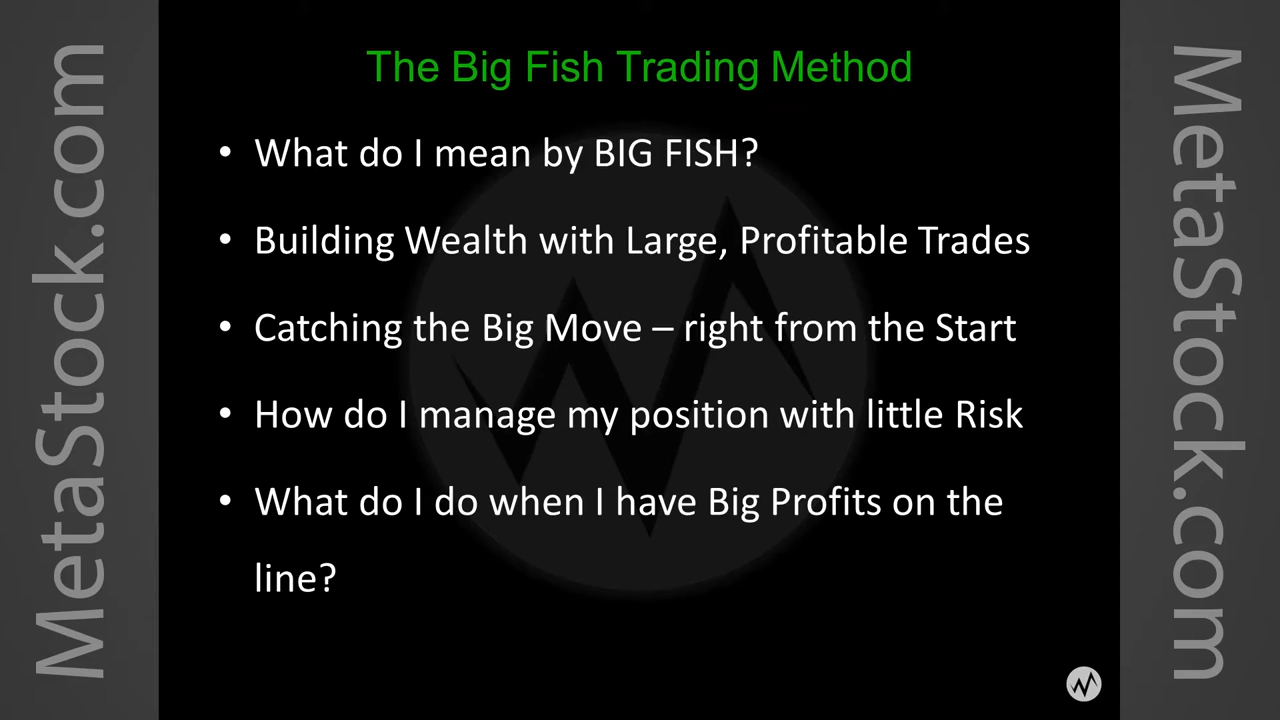 MetaStock.com
The Big Fish Trading Method
• What do I mean by BIG FISH?
• Building Wealth with Large, Profitable Trades
• Catching the Big Move – right from the Start
• How do I manage my position with little Risk
• What do I do when I have Big Profits on the
line?
MetaStock.com